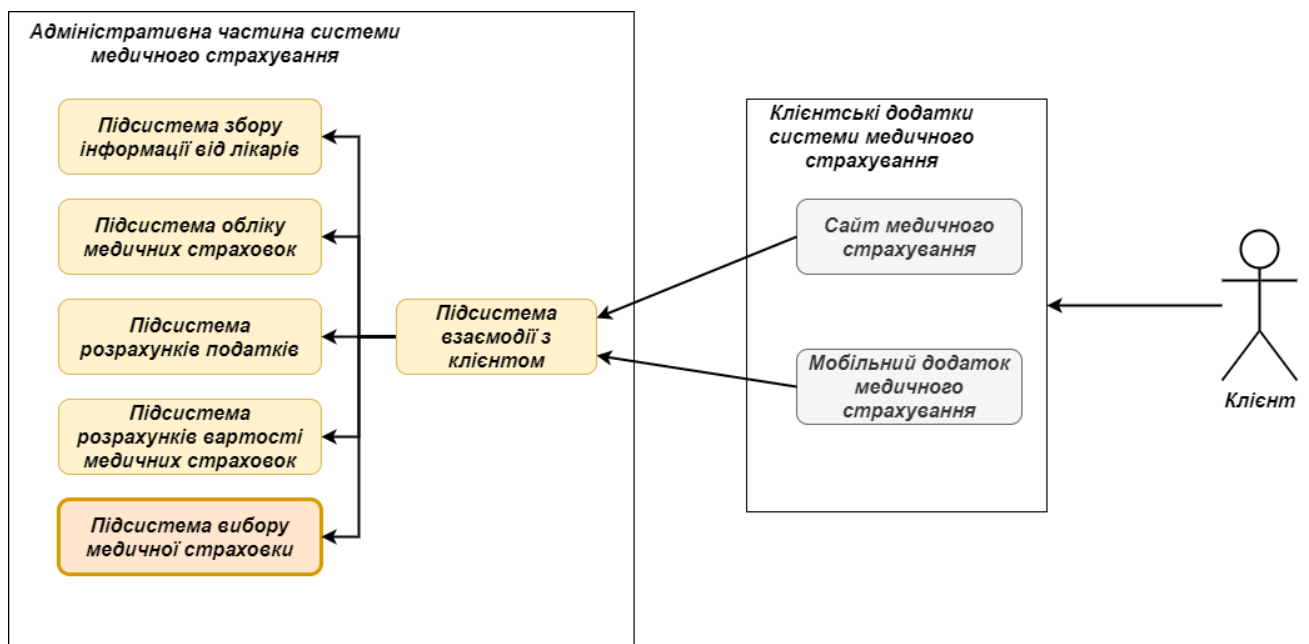 Адміністративна частина системи
медичного страхування
Підсистема збору
інформації від лікарів
Підсистема обліку
медичних страховок
Підсистема
розрахунків податків
Підсистема
розрахунків вартості
медичних страховок
Підсистема вибору
медичної страховки
Підсистема
взаємодії з
клієнтом
Клієнтські додатки
системи медичного
страхування
Сайт медичного
страхування
Мобільний додаток
медичного
страхування
Клієнт